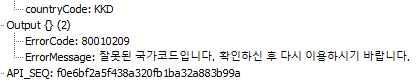 countryCode: KKD
Output {} (2)
ErrorCode: 80010209
ErrorMessage: 잘못된 국가코드입니다, 확인하신 후 다시 이용하시기 바랍니다.
API_SEQ: f0e6bf2a5f438a320fb1ba32a883b99a